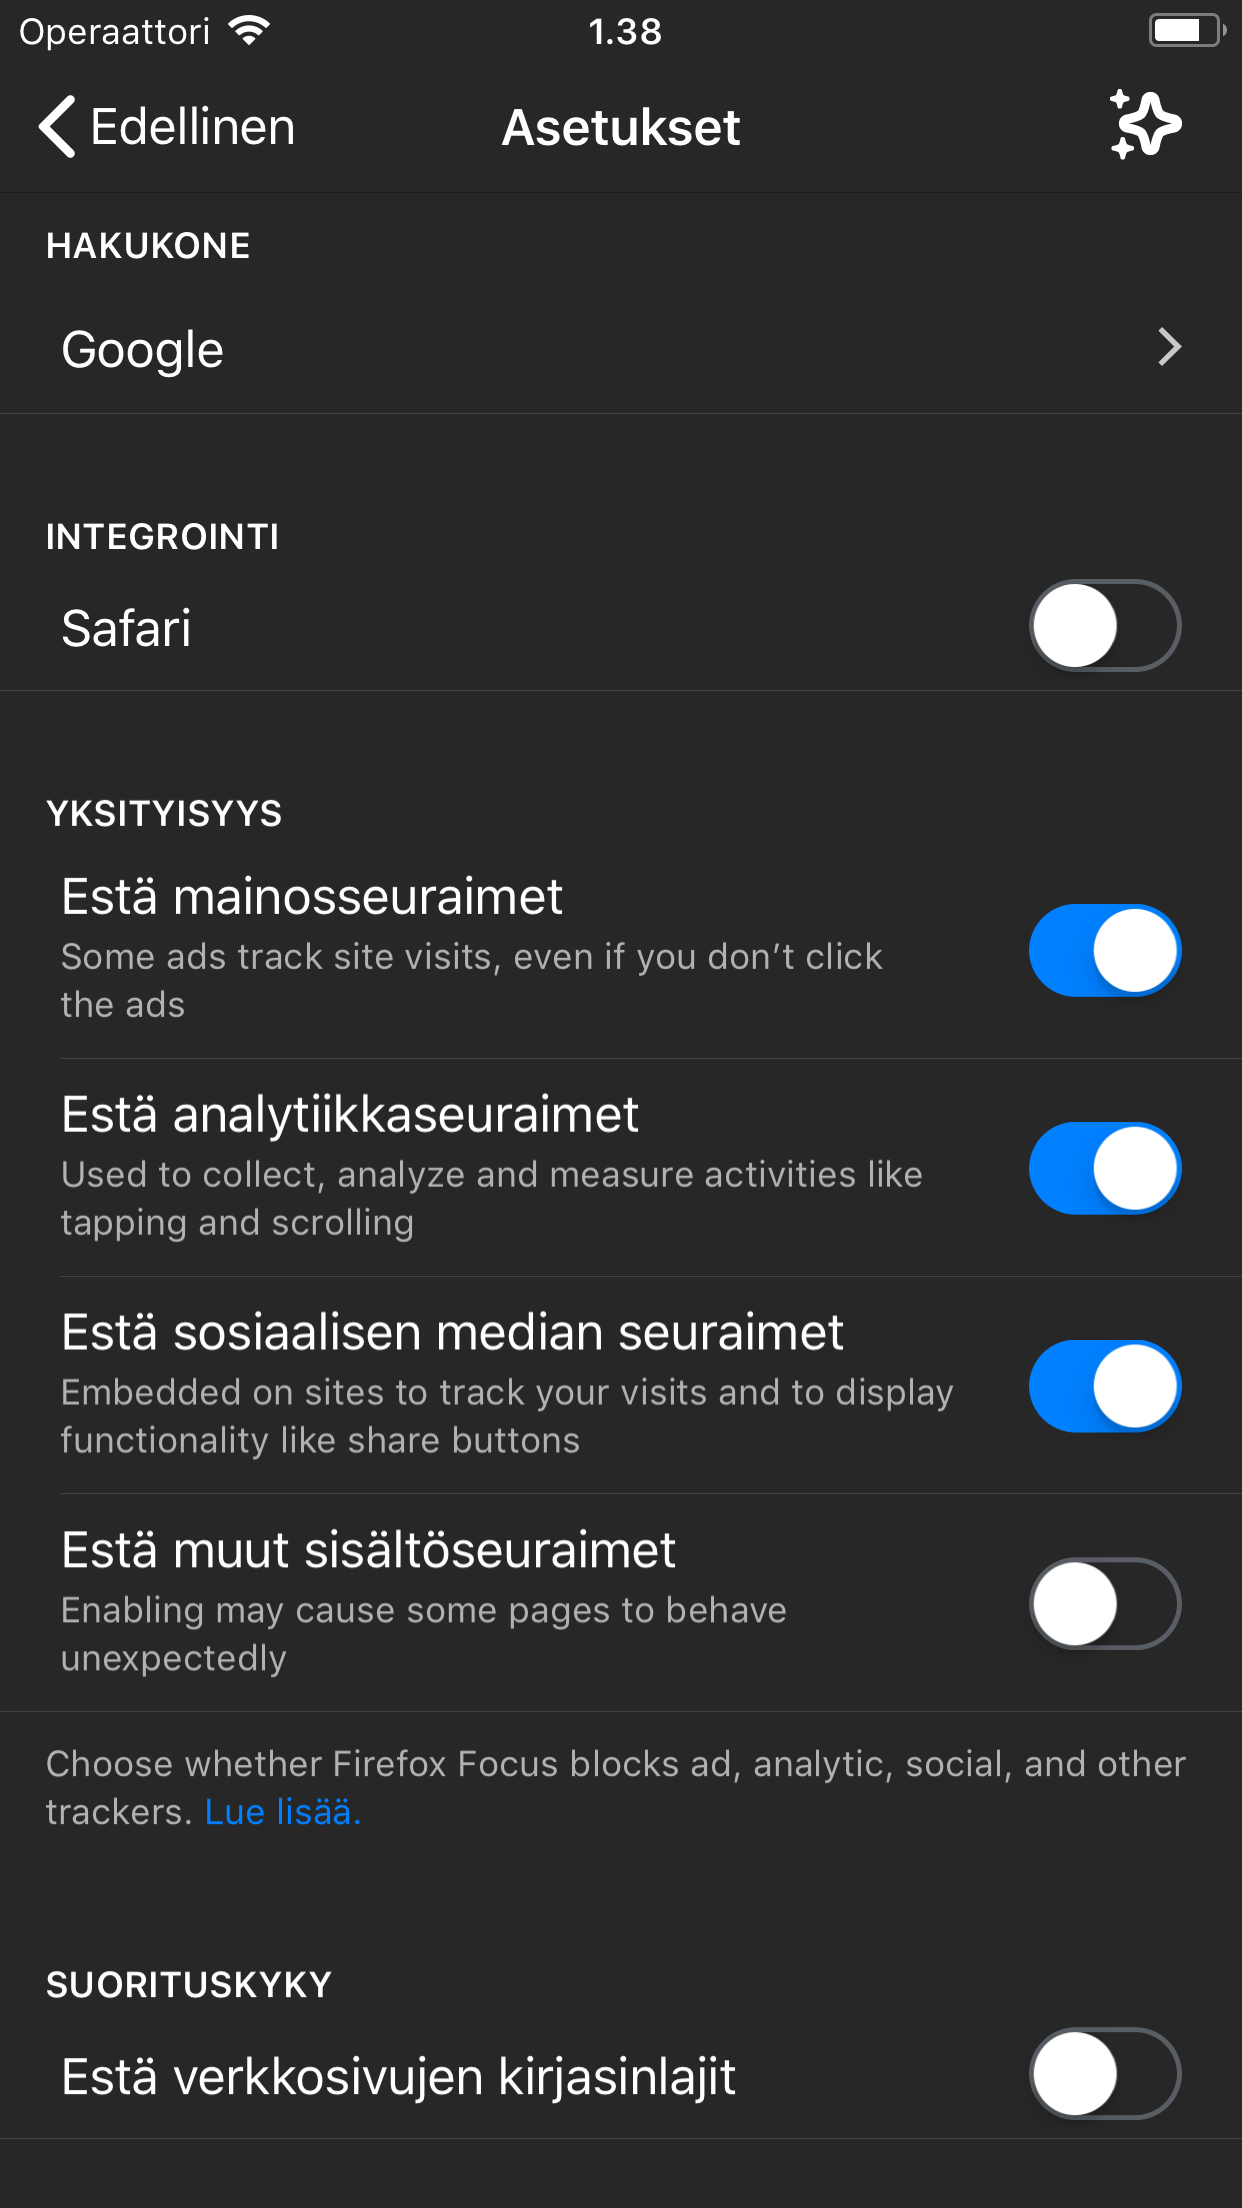 Operaattori
1.38
Edellinen
Asetukset
HAKUKONE
Google
INTEGROINTI
Safari
YKSITYISYYS
Estä mainosseuraimet
Some ads track site visits, even if you don’t click
the ads
Estä analytiikkaseuraimet
Used to collect, analyze and measure activities like
tapping and scrolling
Estä sosiaalisen median seuraimet
Embedded on sites to track your visits and to display
functionality like share buttons
Estä muut sisältöseuraimet
Enabling may cause some pages to behave
unexpectedly
Choose whether Firefox Focus blocks ad, analytic, social, and other
trackers. Lue lisää.
SUORITUSKYKY
Estä verkkosivujen kirjasinlajit